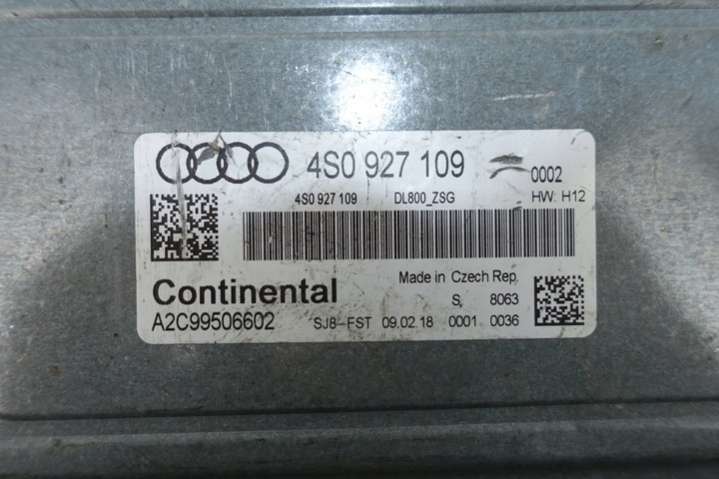 4S0 927 109 0002
4S0 927 109 DL800_ZSG HW: H12
Made in Czech Rep.
Continental S. 8063
A2C99506602 SJ8-FST 09.02.18 0001 0036